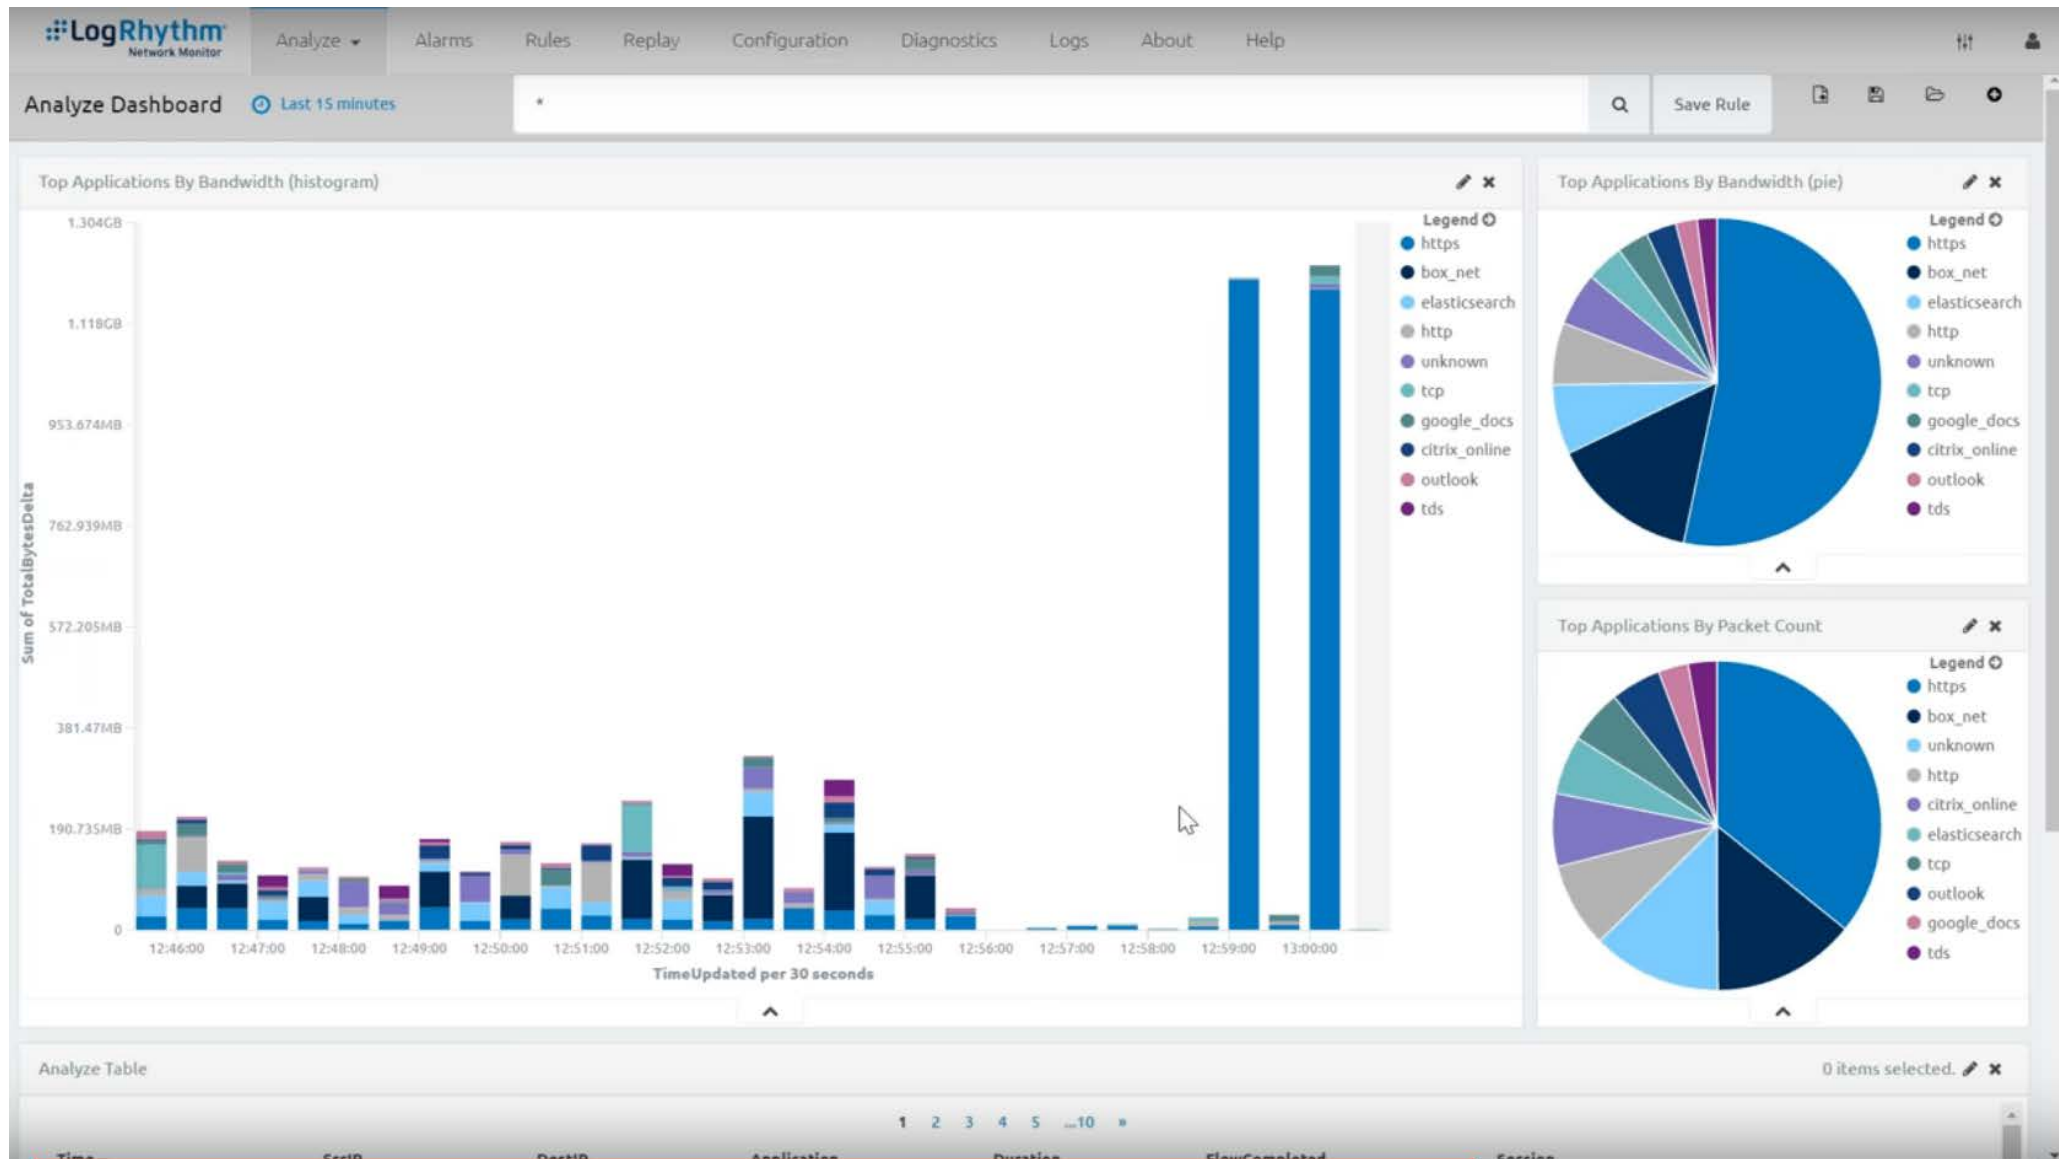 LogRhythm
Network Monitor
Analyze
Alarms
Rules
Replay
Configuration
Diagnostics
Logs
About
Help
Analyze Dashboard
Last 15 minutes
*
Save Rule
Top Applications By Bandwidth (histogram)
1.304GB
1.118GB
953.674MB
762.939MB
572.205MB
381.47MB
190.735MB
0
Sum of TotalBytesDelta
12:46:00 12:47:00 12:48:00 12:49:00 12:50:00 12:51:00 12:52:00 12:53:00 12:54:00 12:55:00 12:56:00 12:57:00 12:58:00 12:59:00 13:00:00
TimeUpdated per 30 seconds
Legend
https
box_net
elasticsearch
http
unknown
tcp
google_docs
citrix_online
outlook
tds
Top Applications By Bandwidth (pie)
Legend
https
box_net
elasticsearch
http
unknown
tcp
google_docs
citrix_online
outlook
tds
Top Applications By Packet Count
Legend
https
box_net
unknown
http
citrix_online
elasticsearch
tcp
outlook
google_docs
tds
Analyze Table
0 items selected.
1 2 3 4 5 ...10 »
Time SrcIP DestIP Application Duration FlowCompleted Session